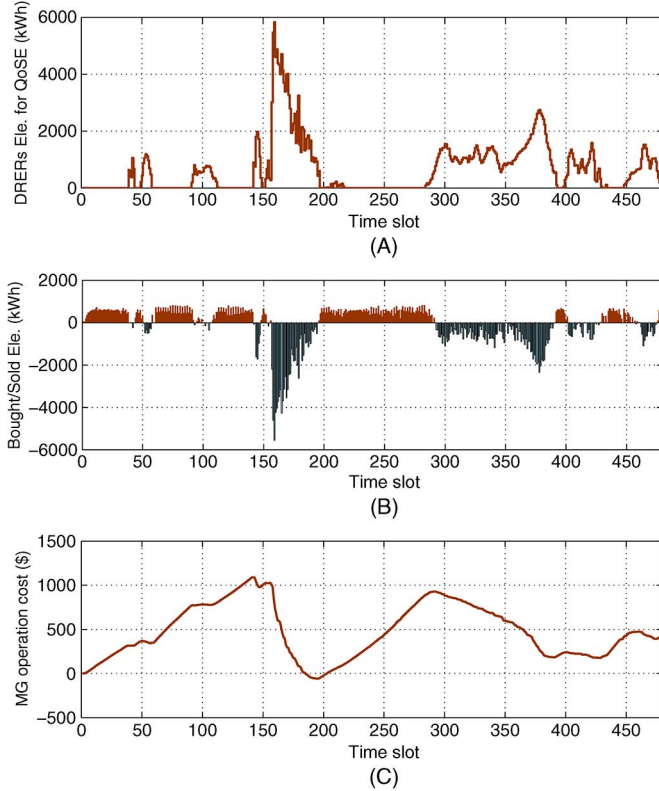 DRERs Ele. for QoSE (kWh)
6000
4000
2000
0
0 50 100 150 200 250 300 350 400 450
Time slot
(A)
Bought/Sold Ele. (kWh)
2000
0
−2000
−4000
−6000
0 50 100 150 200 250 300 350 400 450
Time slot
(B)
MG operation cost ($)
1500
1000
500
0
−500
0 50 100 150 200 250 300 350 400 450
Time slot
(C)